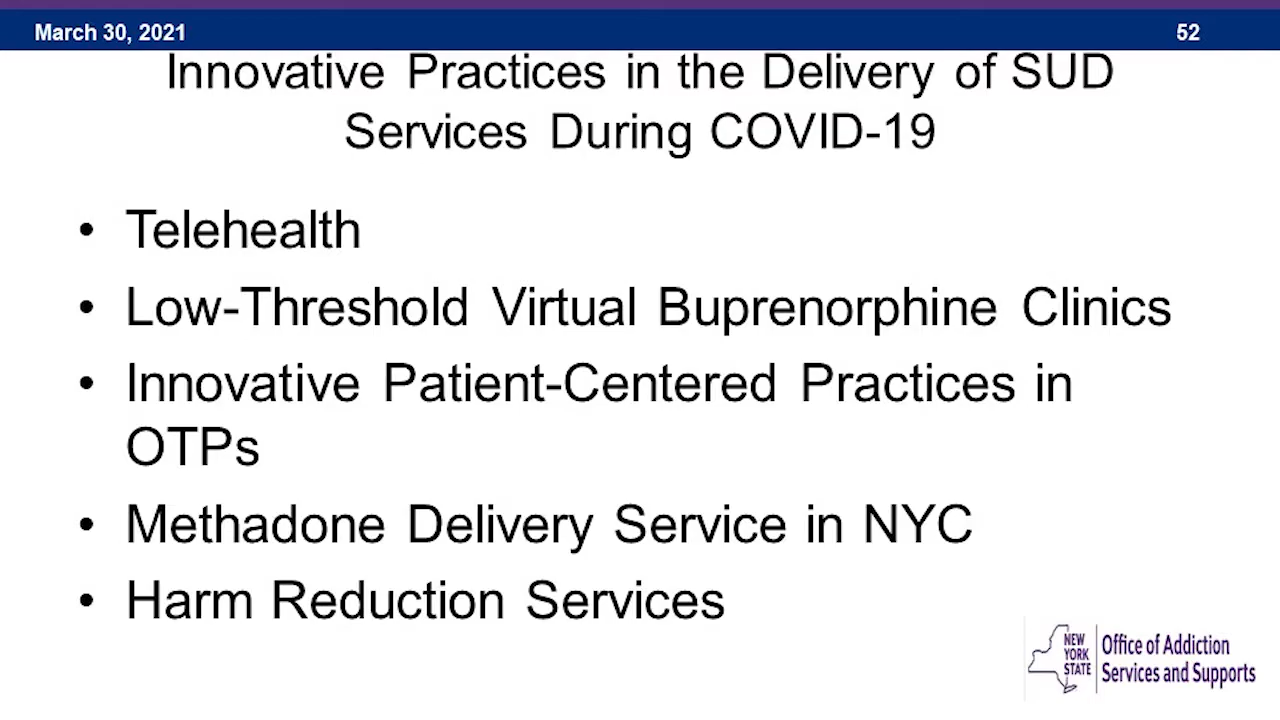 March 30, 2021 52
Innovative Practices in the Delivery of SUD
Services During COVID-19
• Telehealth
• Low-Threshold Virtual Buprenorphine Clinics
• Innovative Patient-Centered Practices in
OTPs
• Methadone Delivery Service in NYC
• Harm Reduction Services
NEW
YORK
STATE
Office of Addiction
Services and Supports